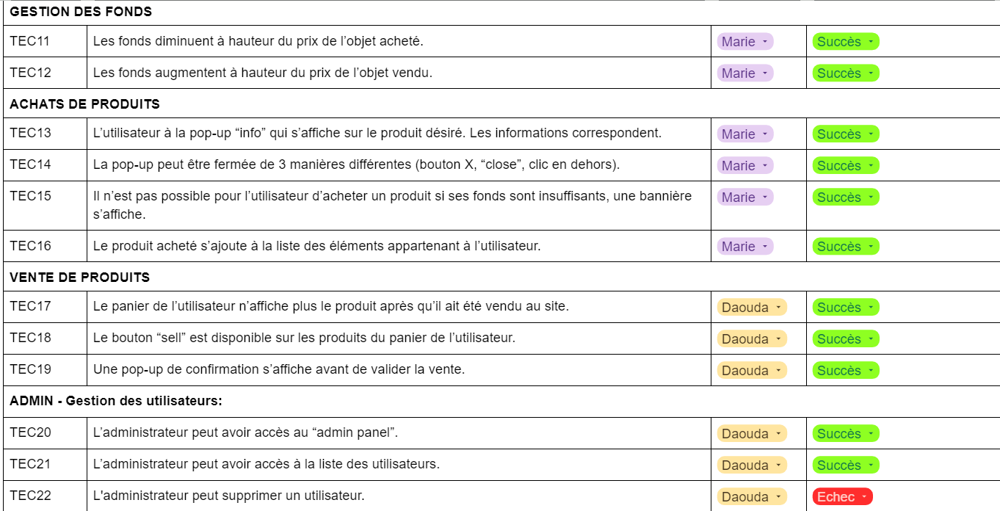 GESTION DES FONDS
TEC11 Les fonds diminuent à hauteur du prix de l’objet acheté. Marie Succès
TEC12 Les fonds augmentent à hauteur du prix de l’objet vendu. Marie Succès
ACHATS DE PRODUITS
TEC13 L’utilisateur à la pop-up “info” qui s’affiche sur le produit désiré. Les informations correspondent. Marie Succès
TEC14 La pop-up peut être fermée de 3 manières différentes (bouton X, “close”, clic en dehors). Marie Succès
TEC15 Il n’est pas possible pour l’utilisateur d’acheter un produit si ses fonds sont insuffisants, une bannière Marie Succès
s’affiche.
TEC16 Le produit acheté s’ajoute à la liste des éléments appartenant à l’utilisateur. Marie Succès
VENTE DE PRODUITS
TEC17 Le panier de l’utilisateur n’affiche plus le produit après qu’il ait été vendu au site. Daouda Succès
TEC18 Le bouton “sell” est disponible sur les produits du panier de l’utilisateur. Daouda Succès
TEC19 Une pop-up de confirmation s’affiche avant de valider la vente. Daouda Succès
ADMIN - Gestion des utilisateurs:
TEC20 L’administrateur peut avoir accès au “admin panel”. Daouda Succès
TEC21 L’administrateur peut avoir accès à la liste des utilisateurs. Daouda Succès
TEC22 L'administrateur peut supprimer un utilisateur. Daouda Echec